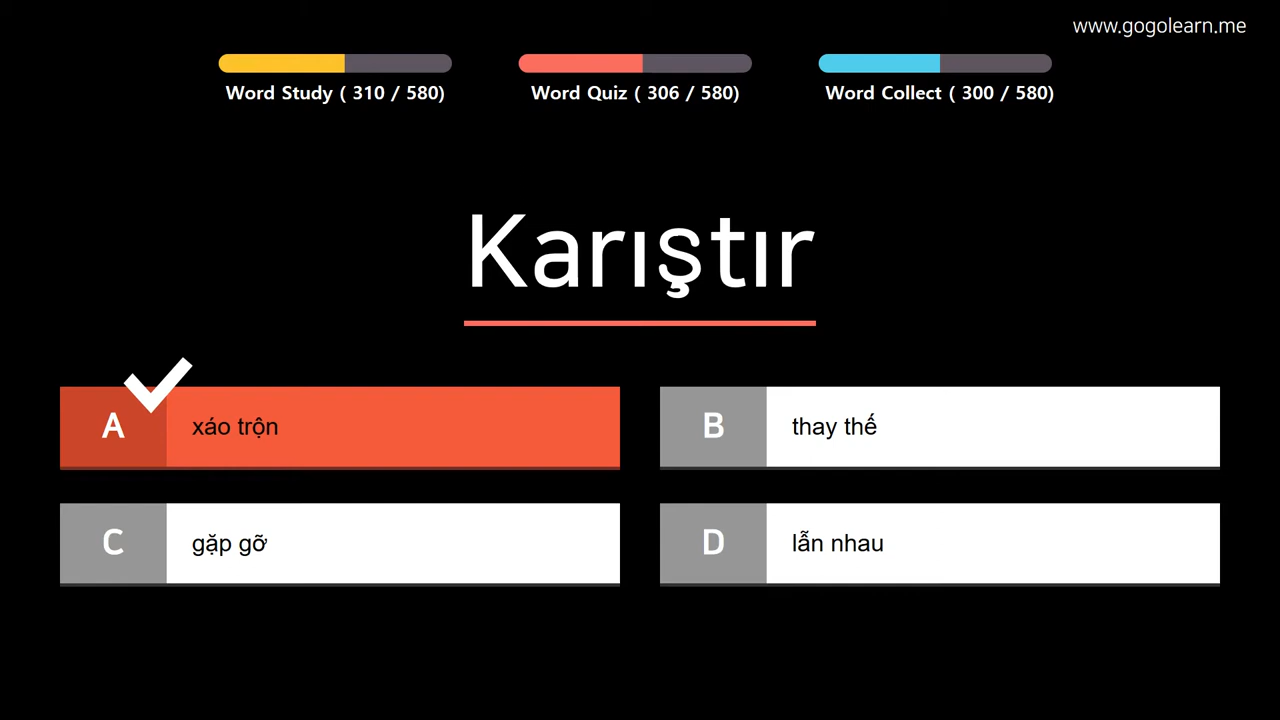 www.gogolearn.me
Word Study ( 310 / 580)
Word Quiz ( 306 / 580)
Word Collect ( 300 / 580)
Karıştır
A
xáo trộn
B
thay thế
C
gặp gỡ
D
lẫn nhau